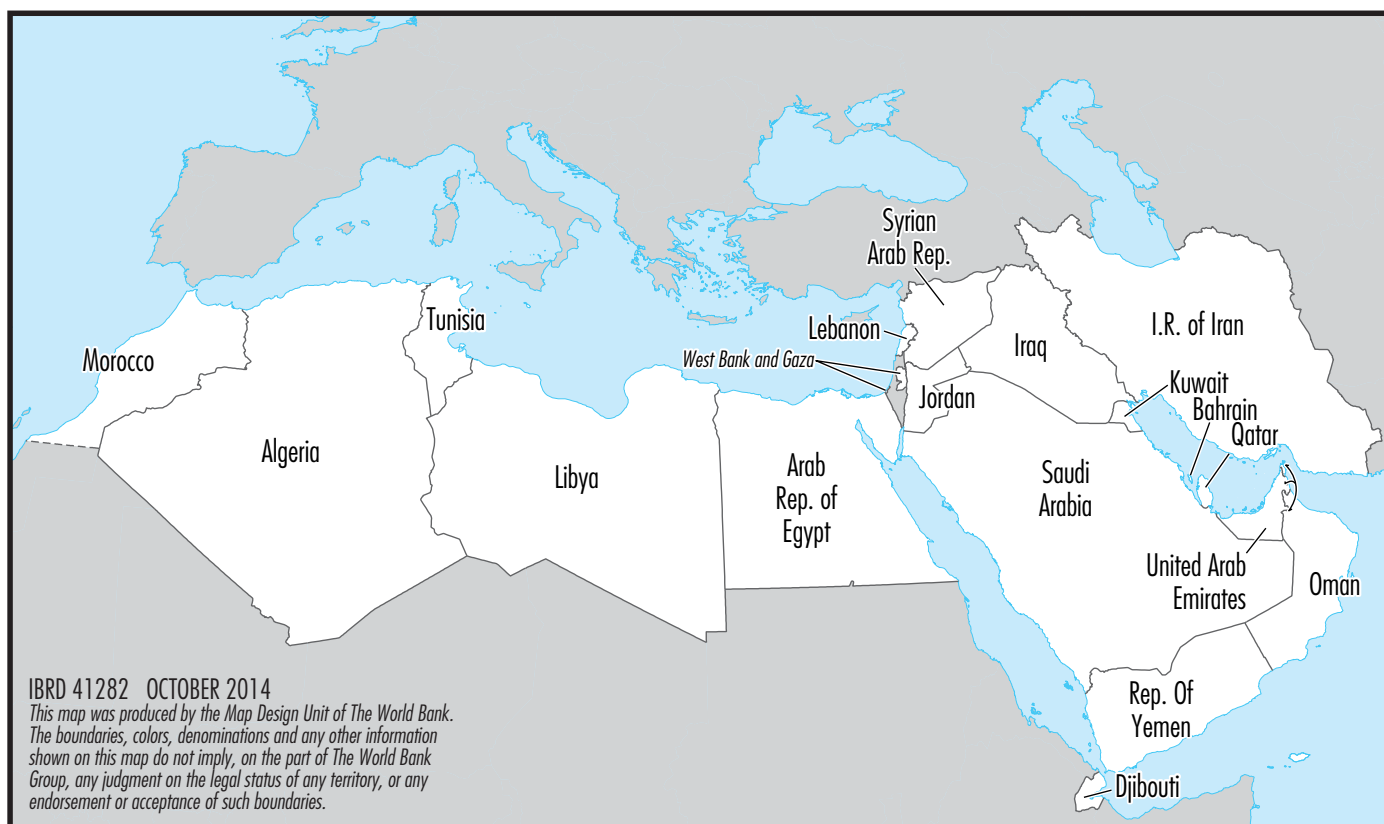 Syrian
Arab Rep.
Tunisia
Lebanon
I.R. of Iran
Iraq
Morocco
West Bank and Gaza
Kuwait
Jordan
Bahrain
Qatar
Algeria
Libya
Arab
Rep. of
Egypt
Saudi
Arabia
United Arab
Emirates
Oman
Rep. Of
Yemen
Djibouti
IBRD 41282 OCTOBER 2014
This map was produced by the Map Design Unit of The World Bank.
The boundaries, colors, denominations and any other information
shown on this map do not imply, on the part of The World Bank
Group, any judgment on the legal status of any territory, or any
endorsement or acceptance of such boundaries.